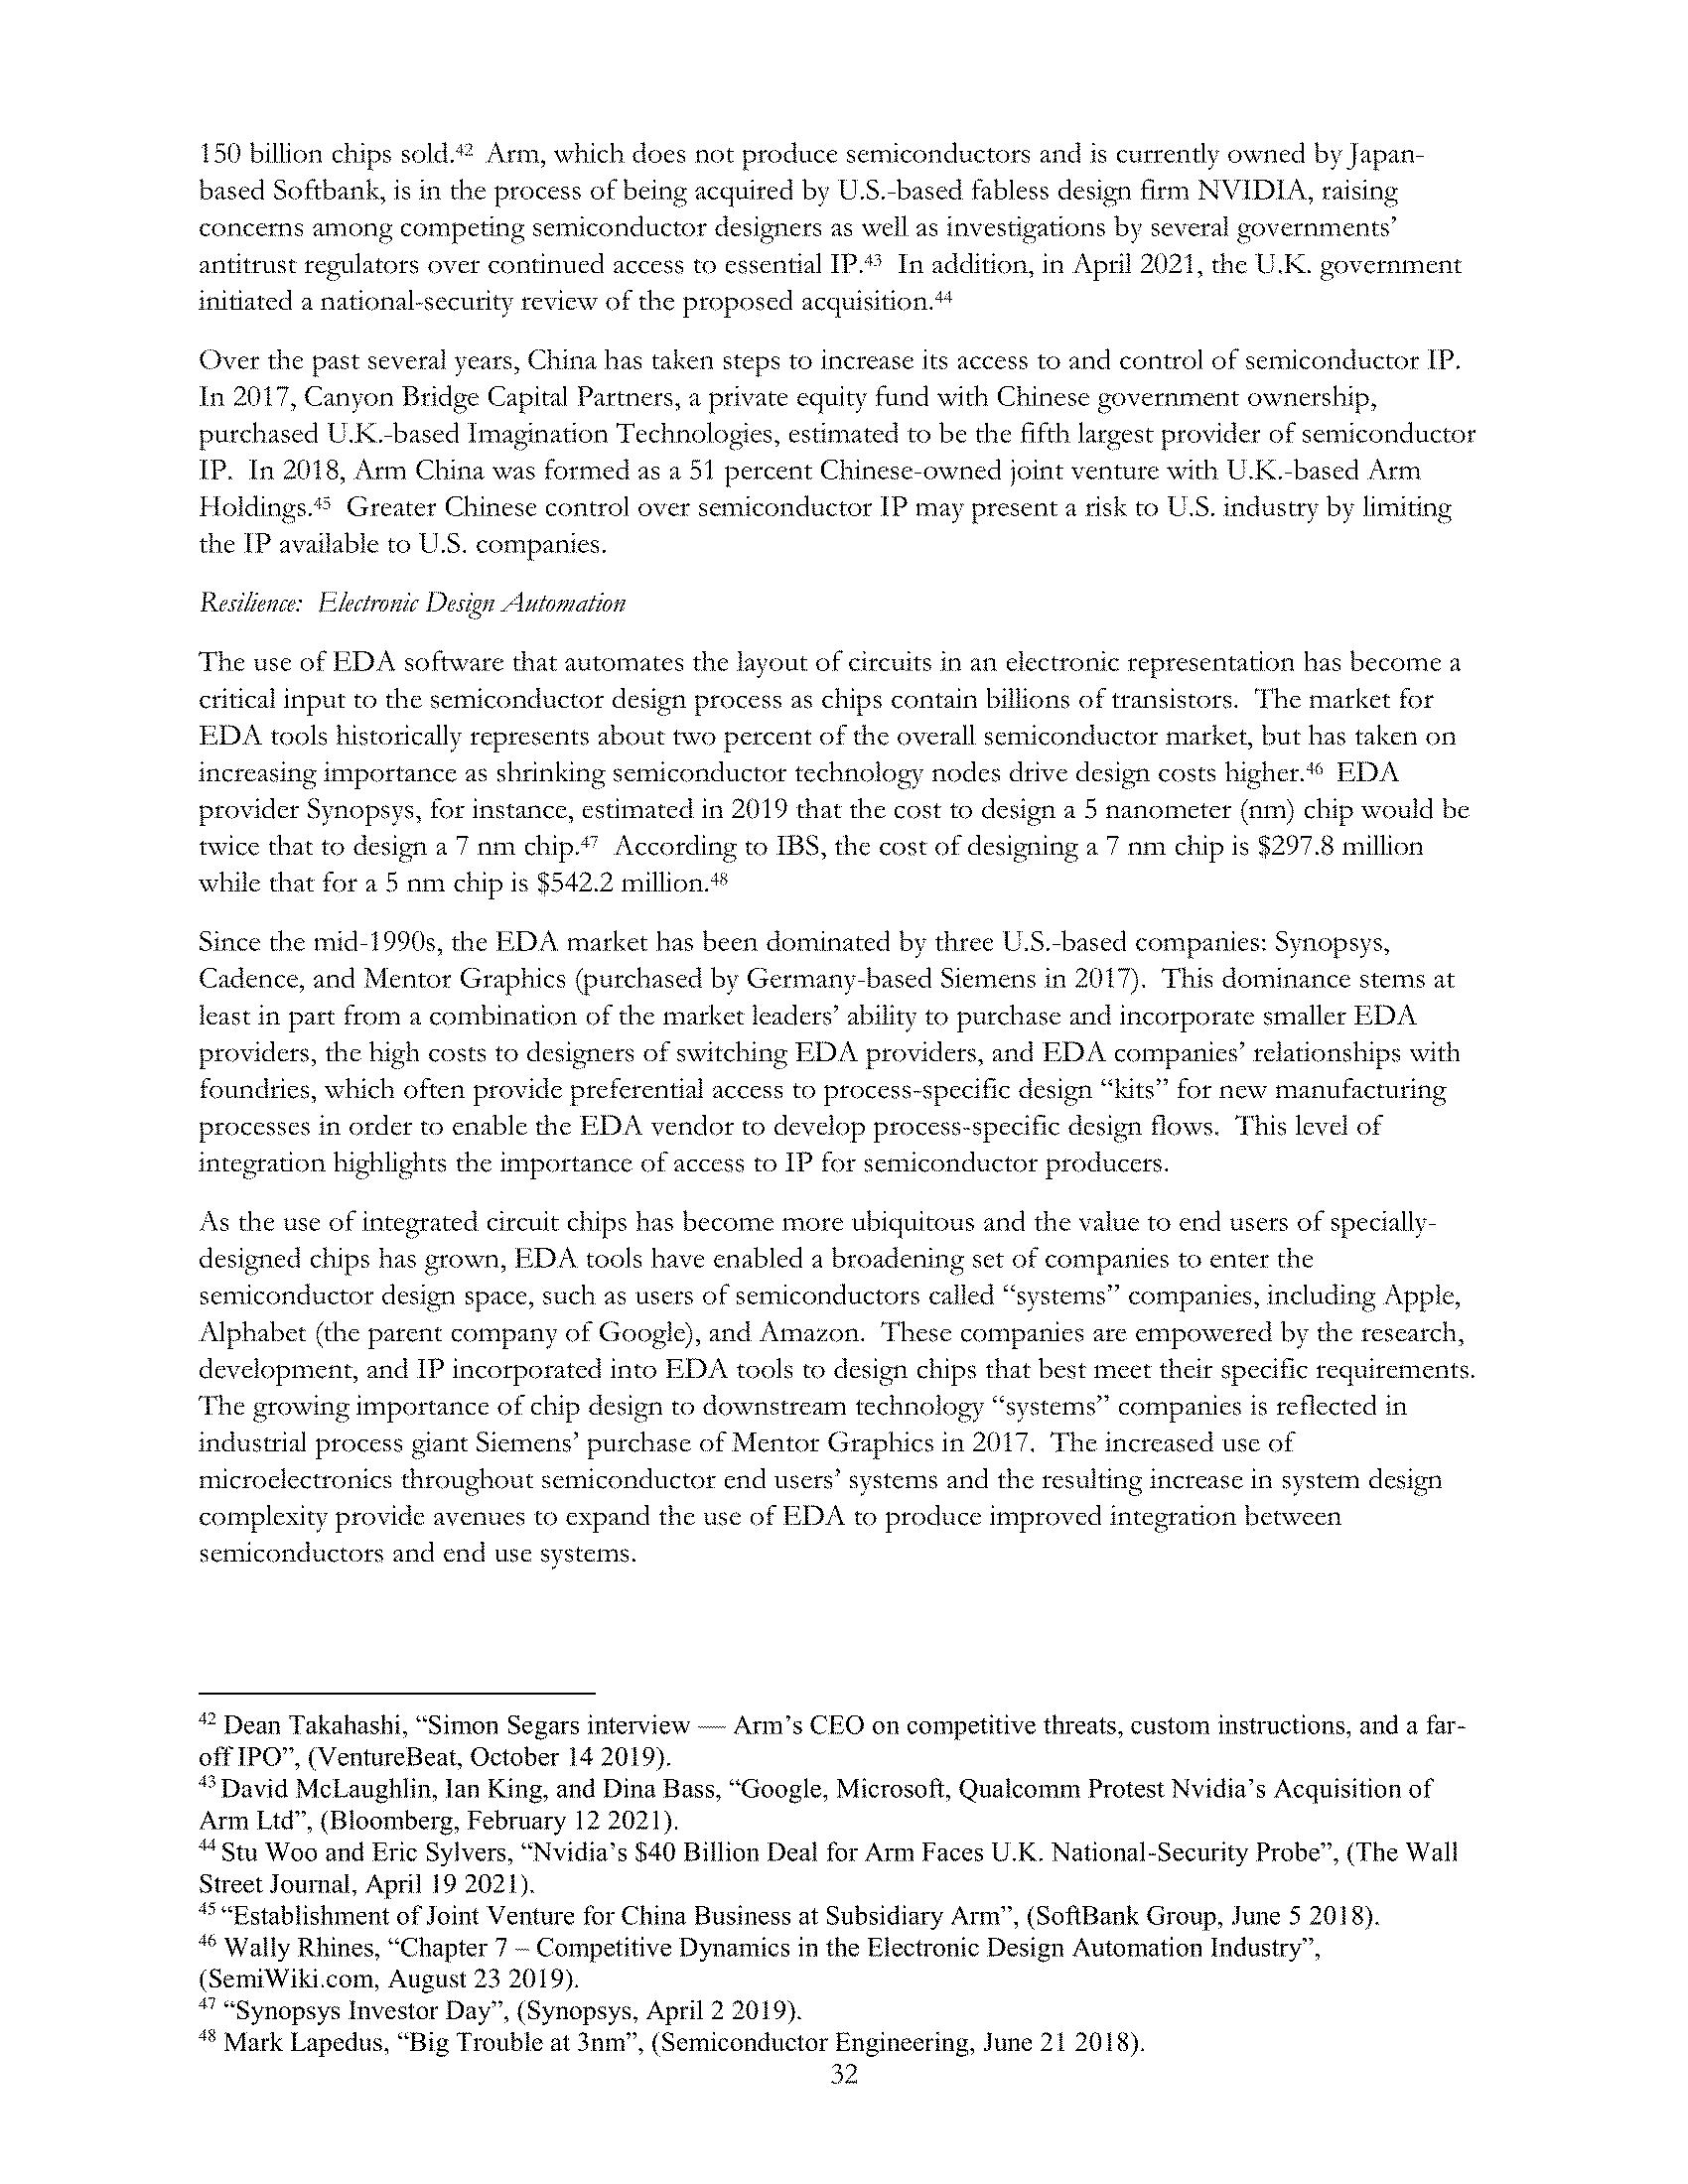 150 billion chips sold.42 Arm, which does not produce semiconductors and is currently owned by Japan-
based Softbank, is in the process of being acquired by U.S.-based fabless design firm NVIDIA, raising
concerns among competing semiconductor designers as well as investigations by several governments’
antitrust regulators over continued access to essential IP.43 In addition, in April 2021, the U.K. government
initiated a national-security review of the proposed acquisition.44
Over the past several years, China has taken steps to increase its access to and control of semiconductor IP.
In 2017, Canyon Bridge Capital Partners, a private equity fund with Chinese government ownership,
purchased U.K.-based Imagination Technologies, estimated to be the fifth largest provider of semiconductor
IP. In 2018, Arm China was formed as a 51 percent Chinese-owned joint venture with U.K.-based Arm
Holdings.45 Greater Chinese control over semiconductor IP may present a risk to U.S. industry by limiting
the IP available to U.S. companies.
Resilience: Electronic Design Automation
The use of EDA software that automates the layout of circuits in an electronic representation has become a
critical input to the semiconductor design process as chips contain billions of transistors. The market for
EDA tools historically represents about two percent of the overall semiconductor market, but has taken on
increasing importance as shrinking semiconductor technology nodes drive design costs higher.46 EDA
provider Synopsys, for instance, estimated in 2019 that the cost to design a 5 nanometer (nm) chip would be
twice that to design a 7 nm chip.47 According to IBS, the cost of designing a 7 nm chip is $297.8 million
while that for a 5 nm chip is $542.2 million.48
Since the mid-1990s, the EDA market has been dominated by three U.S.-based companies: Synopsys,
Cadence, and Mentor Graphics (purchased by Germany-based Siemens in 2017). This dominance stems at
least in part from a combination of the market leaders’ ability to purchase and incorporate smaller EDA
providers, the high costs to designers of switching EDA providers, and EDA companies’ relationships with
foundries, which often provide preferential access to process-specific design “kits” for new manufacturing
processes in order to enable the EDA vendor to develop process-specific design flows. This level of
integration highlights the importance of access to IP for semiconductor producers.
As the use of integrated circuit chips has become more ubiquitous and the value to end users of specially-
designed chips has grown, EDA tools have enabled a broadening set of companies to enter the
semiconductor design space, such as users of semiconductors called “systems” companies, including Apple,
Alphabet (the parent company of Google), and Amazon. These companies are empowered by the research,
development, and IP incorporated into EDA tools to design chips that best meet their specific requirements.
The growing importance of chip design to downstream technology “systems” companies is reflected in
industrial process giant Siemens’ purchase of Mentor Graphics in 2017. The increased use of
microelectronics throughout semiconductor end users’ systems and the resulting increase in system design
complexity provide avenues to expand the use of EDA to produce improved integration between
semiconductors and end use systems.
42 Dean Takahashi, “Simon Segars interview — Arm’s CEO on competitive threats, custom instructions, and a far-
off IPO”, (VentureBeat, October 14 2019).
43 David McLaughlin, Ian King, and Dina Bass, “Google, Microsoft, Qualcomm Protest Nvidia’s Acquisition of
Arm Ltd”, (Bloomberg, February 12 2021).
44 Stu Woo and Eric Sylvers, “Nvidia’s $40 Billion Deal for Arm Faces U.K. National-Security Probe”, (The Wall
Street Journal, April 19 2021).
45 “Establishment of Joint Venture for China Business at Subsidiary Arm”, (SoftBank Group, June 5 2018).
46 Wally Rhines, “Chapter 7 – Competitive Dynamics in the Electronic Design Automation Industry”,
(SemiWiki.com, August 23 2019).
47 “Synopsys Investor Day”, (Synopsys, April 2 2019).
48 Mark Lapedus, “Big Trouble at 3nm”, (Semiconductor Engineering, June 21 2018).
32